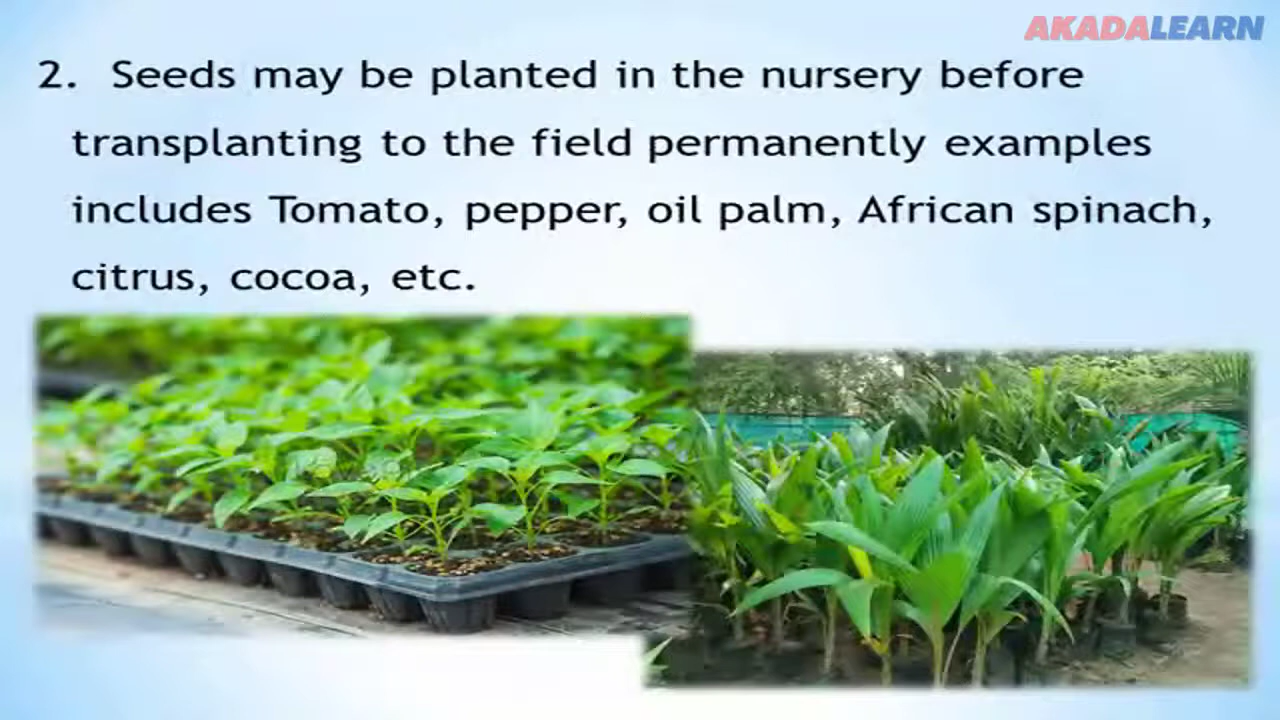 AKADALEARN
2. Seeds may be planted in the nursery before
transplanting to the field permanently examples
includes Tomato, pepper, oil palm, African spinach,
citrus, cocoa, etc.